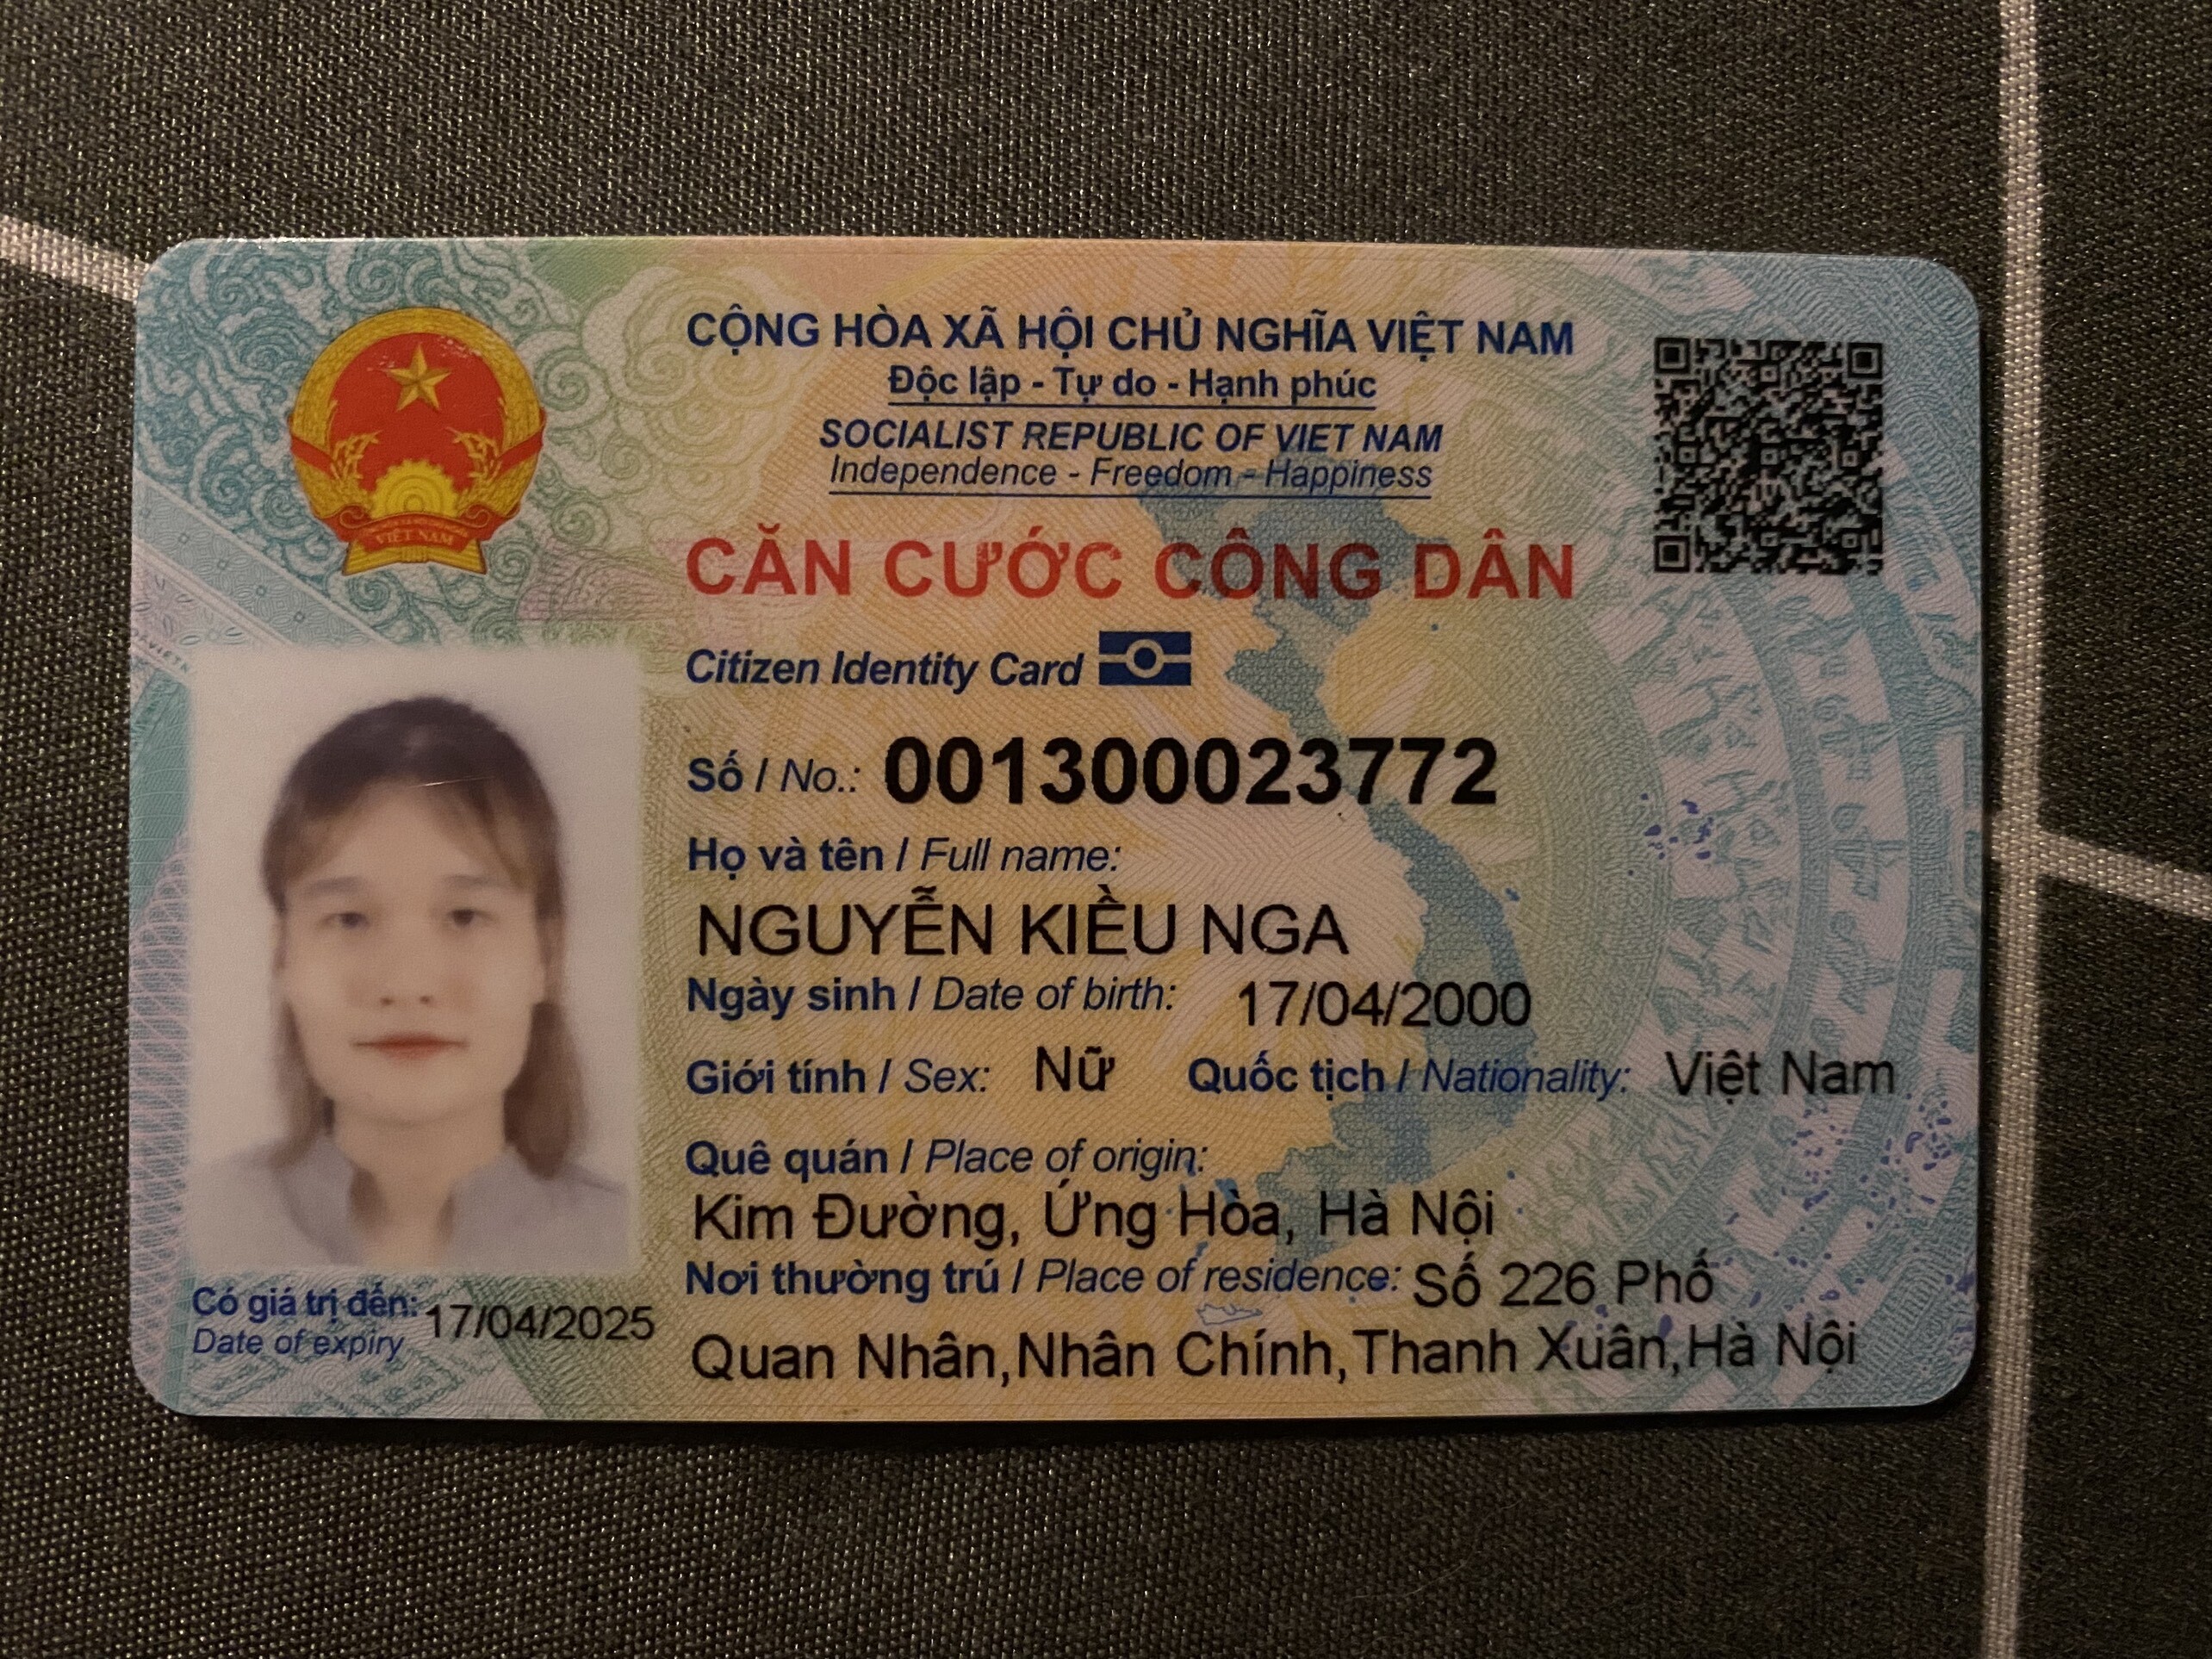 CỘNG HÒA XÃ HỘI CHỦ NGHĨA VIỆT NAM
Độc lập - Tự do - Hạnh phúc
SOCIALIST REPUBLIC OF VIET NAM
Independence - Freedom - Happiness
VIỆT NAM
CĂN CƯỚC CÔNG DÂN
Citizen Identity Card
Số / No.: 001300023772
Họ và tên / Full name:
NGUYỄN KIỀU NGA
Ngày sinh / Date of birth: 17/04/2000
Giới tính / Sex: Nữ Quốc tịch / Nationality: Việt Nam
Quê quán / Place of origin:
Kim Đường, Ứng Hòa, Hà Nội
Nơi thường trú / Place of residence: Số 226 Phố
Quan Nhân,Nhân Chính,Thanh Xuân,Hà Nội
Có giá trị đến: 17/04/2025
Date of expiry